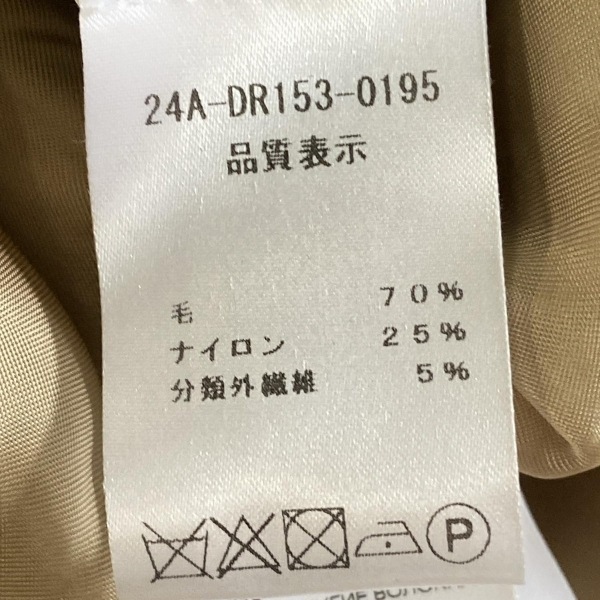 24A-DR153-0195
品質表示
毛 70%
ナイロン 25%
分類外繊維 5%
P